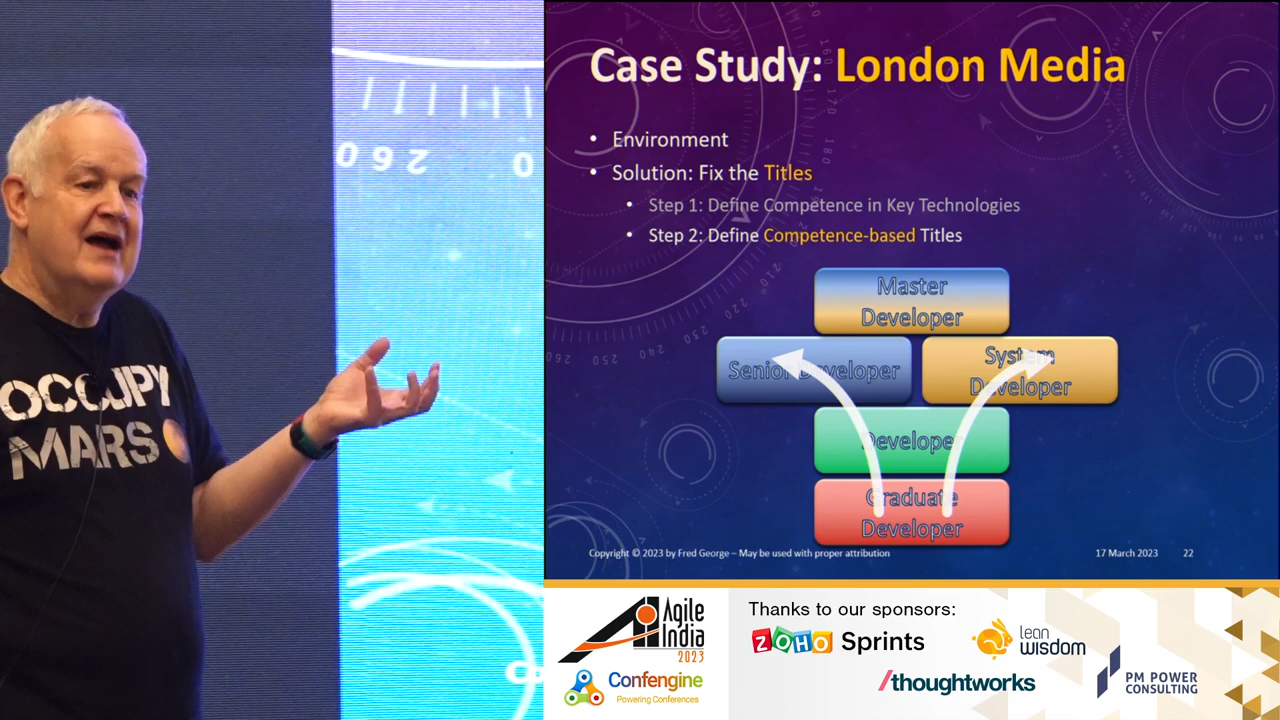 OCCUPY
MARS
Case Study: London Media
• Environment
• Solution: Fix the Titles
• Step 1: Define Competence in Key Technologies
• Step 2: Define Competence-based Titles
Master
Developer
Senior Developer
System
Developer
Develope
Graduate
Developer
Copyright © 2023 by Fred George – May be used with proper attribution
17 March 2023
22
Agile
India
2023
Confengine
Powering Conferences
Thanks to our sponsors:
ZOHO Sprints
lean
wisdom
/thoughtworks
PM POWER
CONSULTING